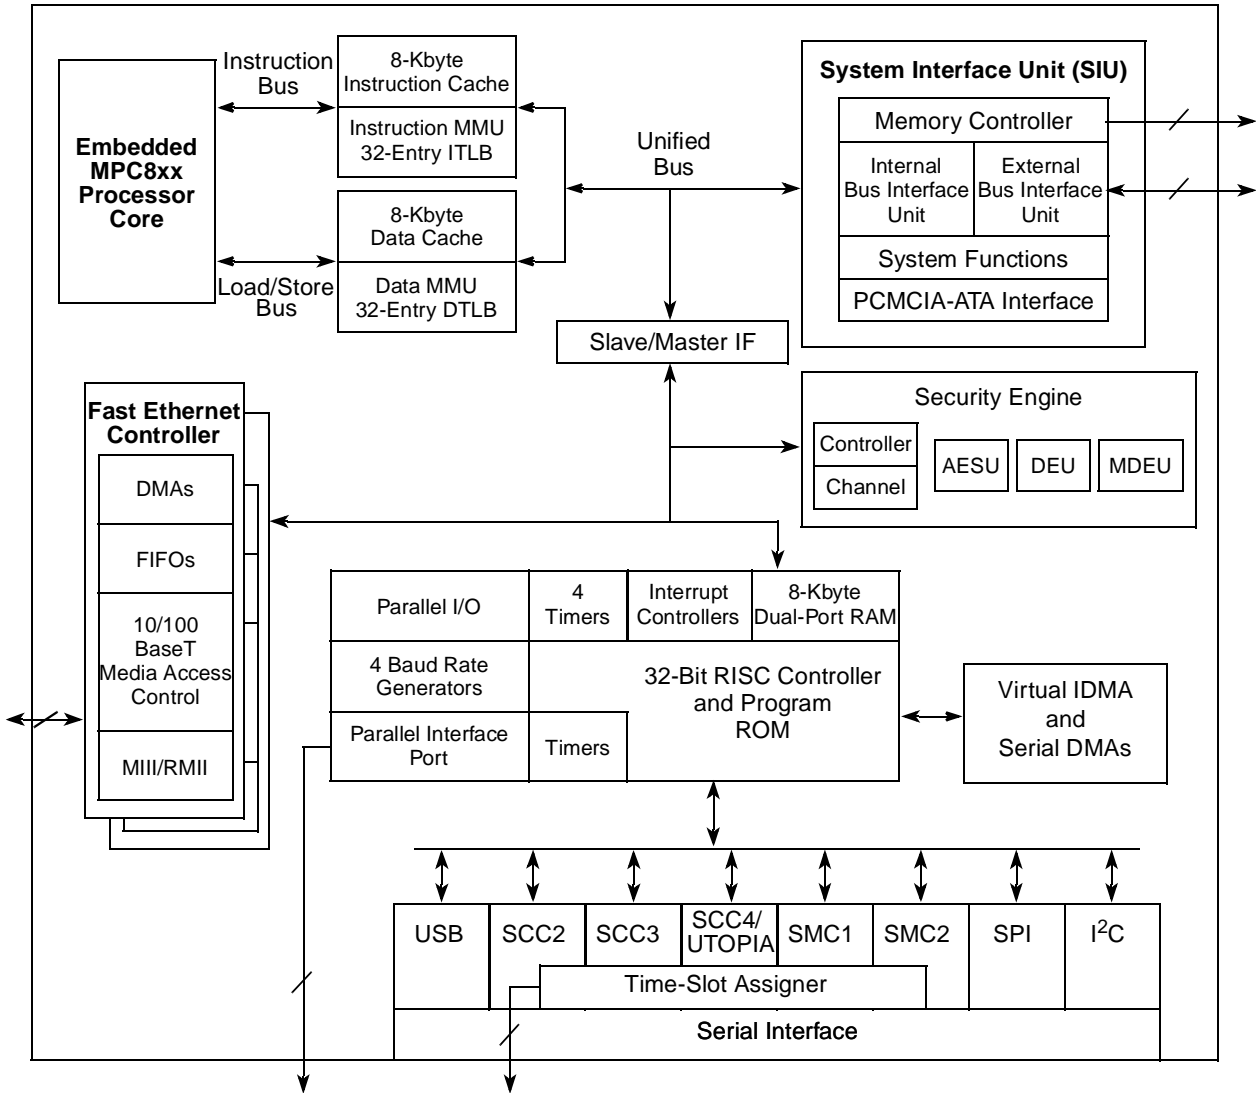 Embedded
MPC8xx
Processor
Core
Instruction
Bus
Load/Store
Bus
8-Kbyte
Instruction Cache
Instruction MMU
32-Entry ITLB
8-Kbyte
Data Cache
Data MMU
32-Entry DTLB
Unified
Bus
System Interface Unit (SIU)
Memory Controller
Internal
Bus Interface
Unit
External
Bus Interface
Unit
System Functions
PCMCIA-ATA Interface
Slave/Master IF
Security Engine
Controller
Channel
AESU
DEU
MDEU
Fast Ethernet
Controller
DMAs
FIFOs
10/100
BaseT
Media Access
Control
MIII/RMII
Parallel I/O
4
Timers
Interrupt
Controllers
8-Kbyte
Dual-Port RAM
4 Baud Rate
Generators
32-Bit RISC Controller
and Program
ROM
Parallel Interface
Port
Timers
Virtual IDMA
and
Serial DMAs
USB
SCC2
SCC3
SCC4/
UTOPIA
SMC1
SMC2
SPI
I²C
Time-Slot Assigner
Serial Interface